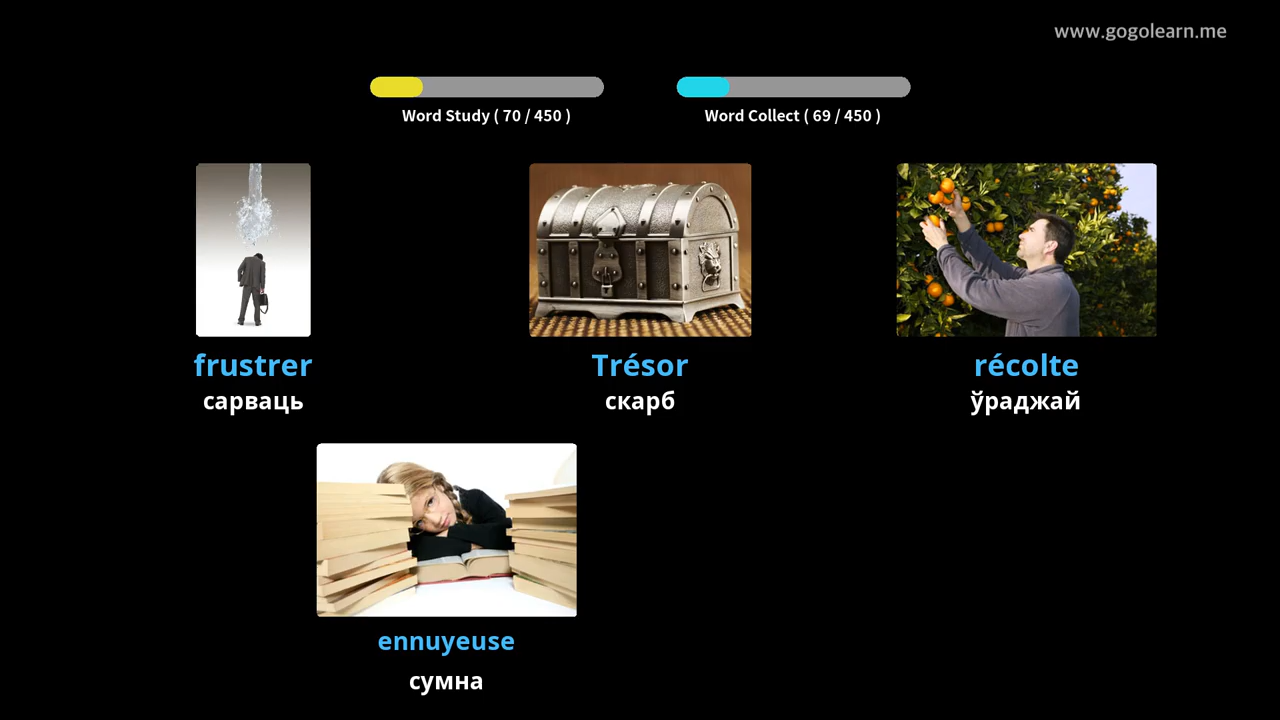 www.gogolearn.me
Word Study ( 70 / 450 )
Word Collect ( 69 / 450 )
frustrer
сарваць
Trésor
скарб
récolte
ўраджай
ennuyeuse
сумна